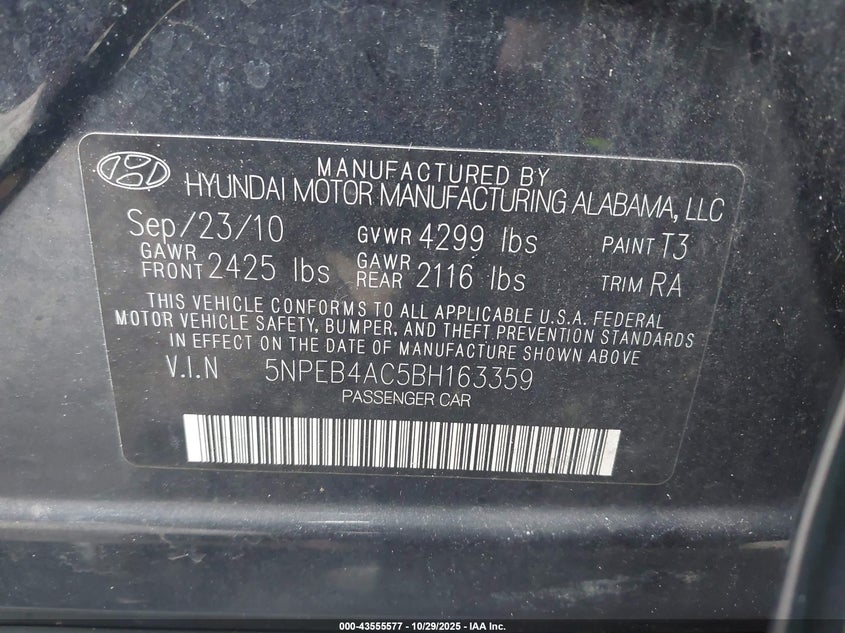 MANUFACTURED BY
HYUNDAI MOTOR MANUFACTURING ALABAMA, LLC
Sep/23/10 GVWR 4299 lbs PAINT T3
GAWR FRONT 2425 lbs GAWR REAR 2116 lbs TRIM RA
THIS VEHICLE CONFORMS TO ALL APPLICABLE U.S.A. FEDERAL
MOTOR VEHICLE SAFETY, BUMPER, AND THEFT PREVENTION STANDARDS
IN EFFECT ON THE DATE OF MANUFACTURE SHOWN ABOVE
V.I.N 5NPEB4AC5BH163359
PASSENGER CAR
000-43555577 - 10/29/2025 - IAA Inc.